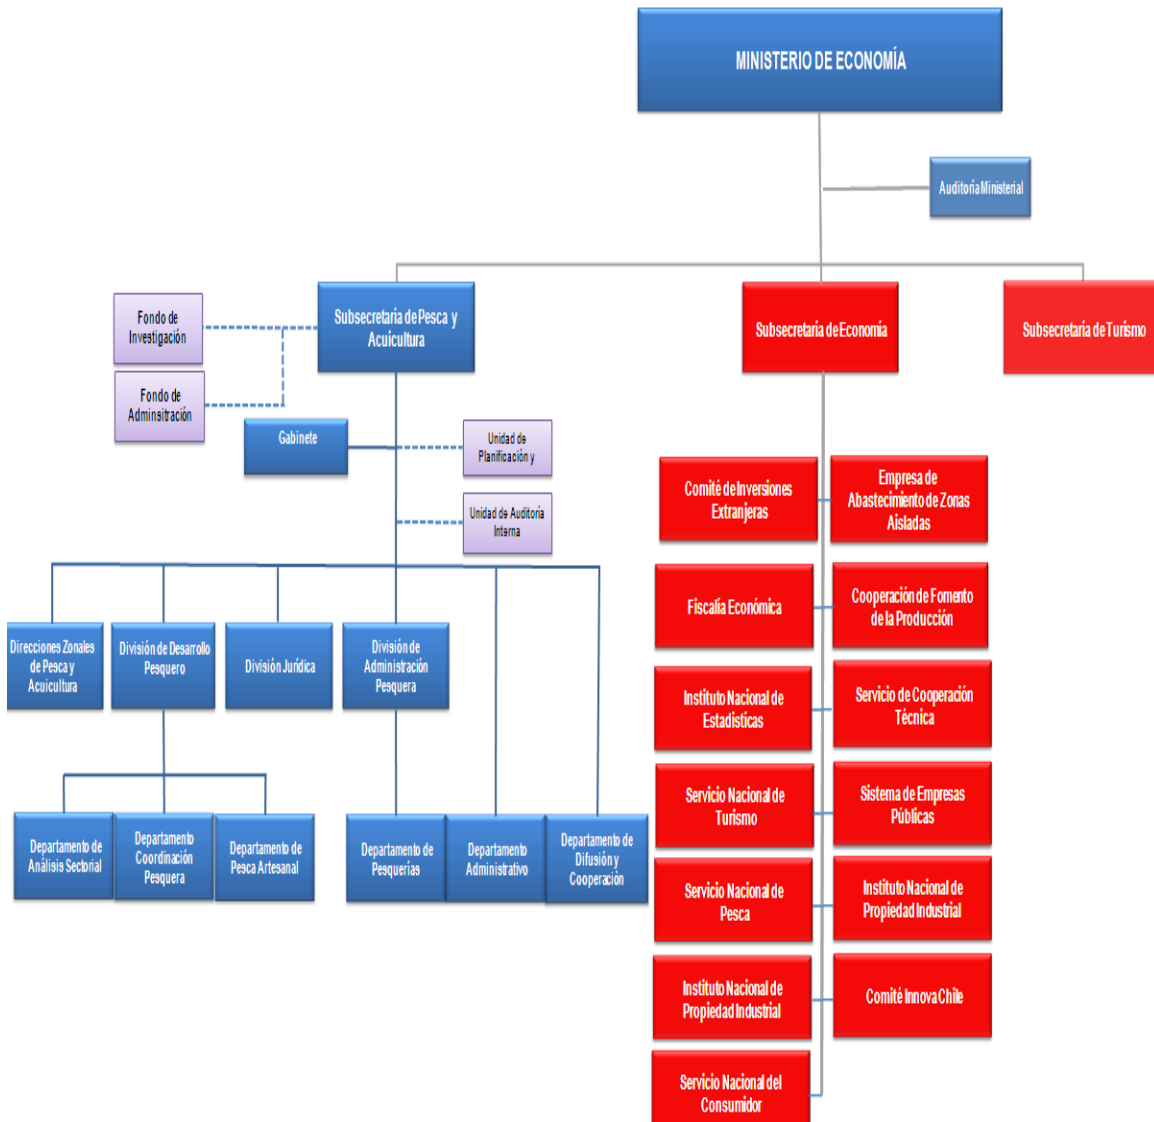 MINISTERIO DE ECONOMÍA
Auditoría Ministerial
Subsecretaría de Pesca y
Acuicultura
Subsecretaría de Economía
Subsecretaría de Turismo
Fondo de
Investigación
Fondo de
Adminsitración
Gabinete
Unidad de
Planificación y
Unidad de Auditoría
Interna
Direcciones Zonales
de Pesca y
Acuicultura
División de Desarrollo
Pesquero
División Jurídica
División de
Administración
Pesquera
Departamento de
Análisis Sectorial
Departamento
Coordinación
Pesquera
Departamento de
Pesca Artesanal
Departamento de
Pesquerías
Departamento
Administrativo
Departamento de
Difusión y
Cooperación
Comité de Inversiones
Extranjeras
Empresa de
Abastecimiento de Zonas
Aisladas
Fiscalía Económica
Cooperación de Fomento
de la Producción
Instituto Nacional de
Estadísticas
Servicio de Cooperación
Técnica
Servicio Nacional de
Turismo
Sistema de Empresas
Públicas
Servicio Nacional de
Pesca
Instituto Nacional de
Propiedad Industrial
Instituto Nacional de
Propiedad Industrial
Comité Innova Chile
Servicio Nacional del
Consumidor